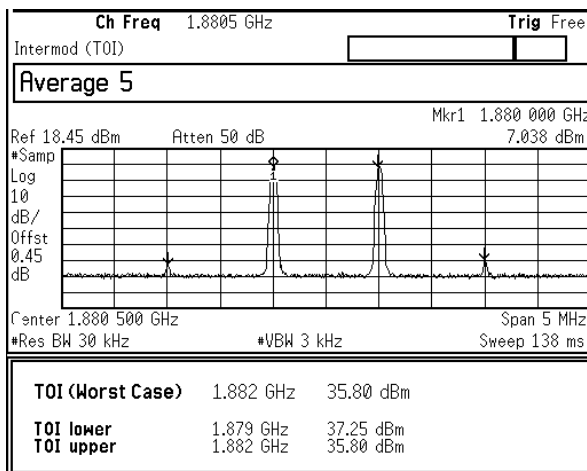 Ch Freq 1.8805 GHz Trig Free
Intermod (TOI)
Average 5
Mkr1 1.880 000 GHz
Ref 18.45 dBm Atten 50 dB 7.038 dBm
#Samp
Log
10
dB/
Offst
0.45
dB
1
Center 1.880 500 GHz Span 5 MHz
#Res BW 30 kHz #VBW 3 kHz Sweep 138 ms
TOI (Worst Case) 1.882 GHz 35.80 dBm
TOI lower 1.879 GHz 37.25 dBm
TOI upper 1.882 GHz 35.80 dBm